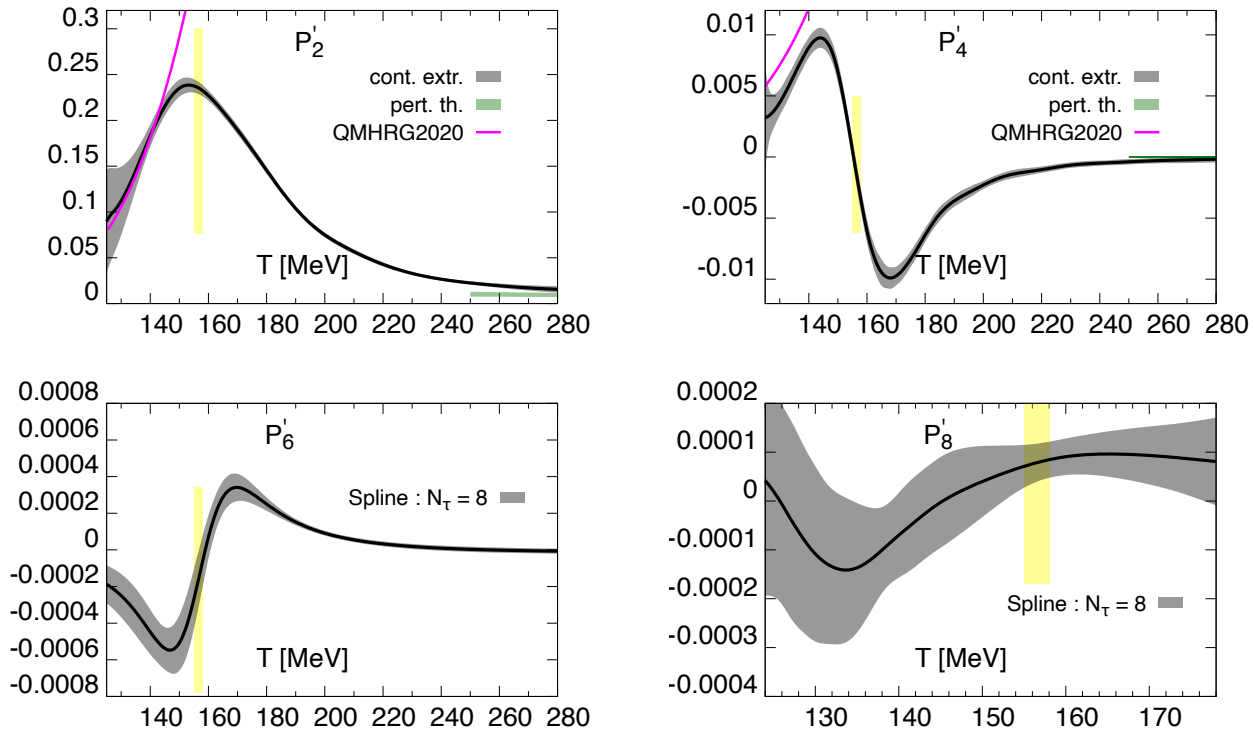 0.3
0.25
0.2
0.15
0.1
0.05
0
P'2
cont. extr.
pert. th.
QMHRG2020
T [MeV]
140 160 180 200 220 240 260 280
0.01
0.005
0
-0.005
-0.01
P'4
cont. extr.
pert. th.
QMHRG2020
T [MeV]
140 160 180 200 220 240 260 280
0.0008
0.0006
0.0004
0.0002
0
-0.0002
-0.0004
-0.0006
-0.0008
P'6
Spline : Nτ = 8
T [MeV]
140 160 180 200 220 240 260 280
0.0002
0.0001
0
-0.0001
-0.0002
-0.0003
-0.0004
P'8
Spline : Nτ = 8
T [MeV]
130 140 150 160 170